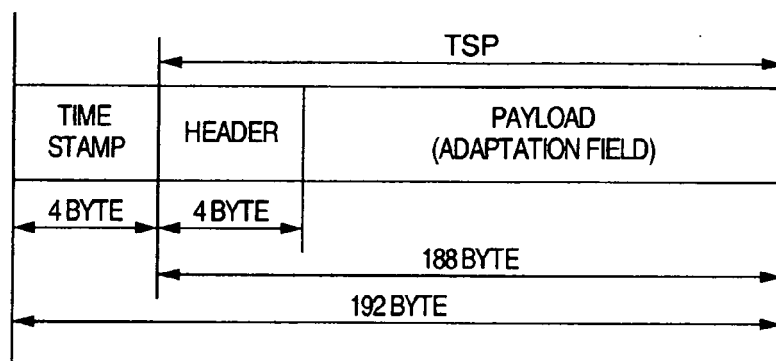 TSP
TIME
STAMP
HEADER
PAYLOAD
(ADAPTATION FIELD)
4 BYTE
4 BYTE
188 BYTE
192 BYTE